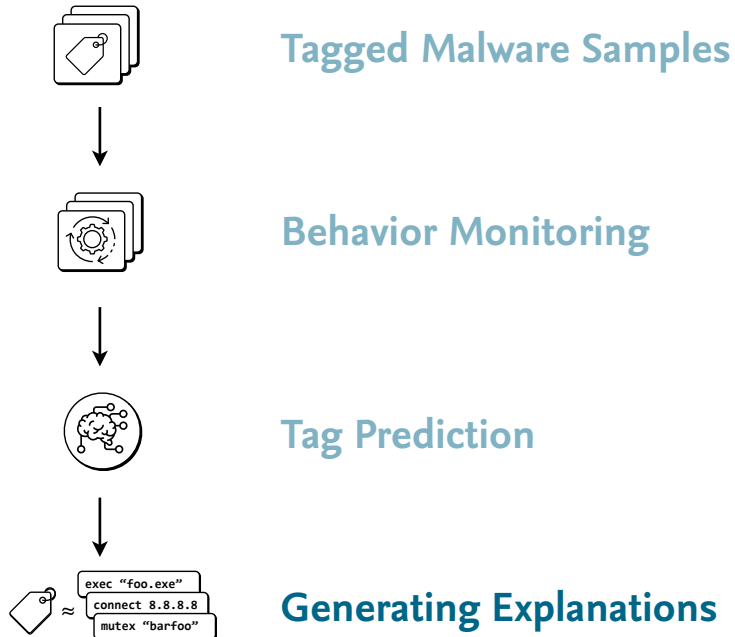 Tagged Malware Samples
Behavior Monitoring
Tag Prediction
≈
exec “foo.exe”
connect 8.8.8.8
mutex “barfoo”
Generating Explanations